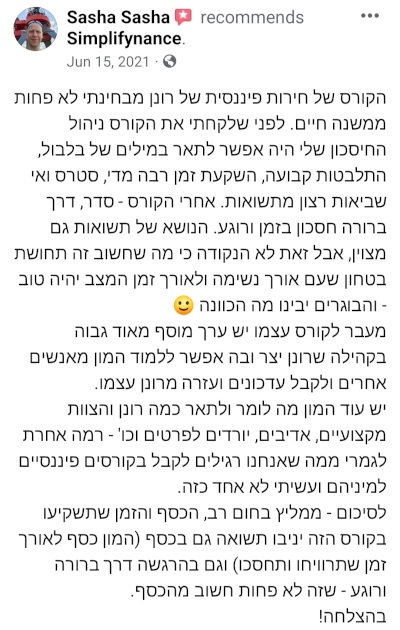 Sasha Sasha recommends
Simplifynance.
Jun 15, 2021 ·
הקורס של חירות פיננסית של רונן מבחינתי לא פחות
ממשנה חיים. לפני שלקחתי את הקורס ניהול
החיסכון שלי היה אפשר לתאר במילים של בלבול,
התלבטות קבועה, השקעת זמן רבה מדי, סטרס ואי
שביאות רצון מתשואות. אחרי הקורס - סדר, דרך
ברורה חסכון בזמן ורוגע. הנושא של תשואות גם
מצוין, אבל זאת לא הנקודה כי מה שחשוב זה תחושת
בטחון שעם אורך נשימה ולאורך זמן המצב יהיה טוב
- והבוגרים יבינו מה הכוונה 🙂
מעבר לקורס עצמו יש ערך מוסף מאוד גבוה
בקהילה שרונן יצר ובה אפשר ללמוד המון מאנשים
אחרים ולקבל עדכונים ועזרה מרונן עצמו.
יש עוד המון מה לומר ולתאר כמה רונן והצוות
מקצועיים, אדיבים, יורדים לפרטים וכו' - רמה אחרת
לגמרי ממה שאנחנו רגילים לקבל בקורסים פיננסיים
למיניהם ועשיתי לא אחד כזה.
לסיכום - ממליץ בחום רב, הכסף והזמן שתשקיעו
בקורס הזה יניבו תשואה גם בכסף (המון כסף לאורך
זמן שתרוויחו ותחסכו) וגם בהרגשה דרך ברורה
ורוגע - שזה לא פחות חשוב מהכסף.
בהצלחה!